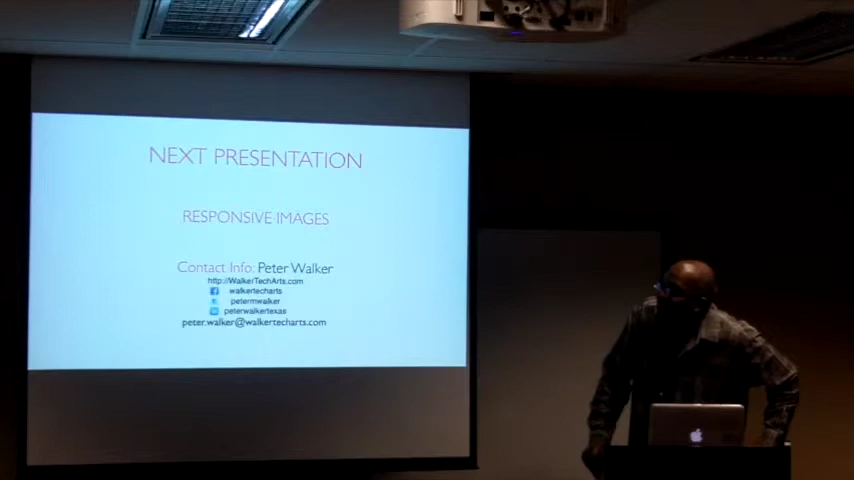 NEXT PRESENTATION
RESPONSIVE IMAGES
Contact Info: Peter Walker
http://WalkerTechArts.com
walkertecharts
petermwalker
peterwalkertexas
peter.walker@walkertecharts.com